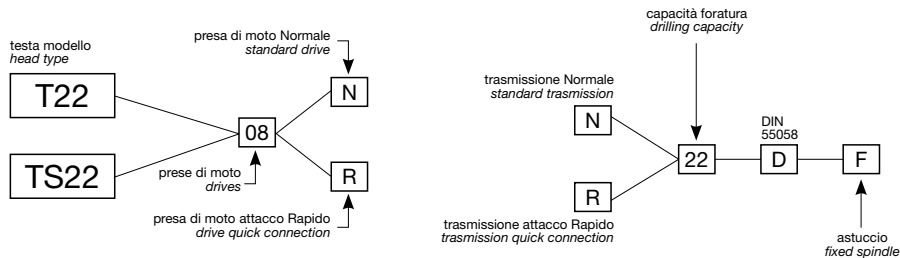 testa modello
head type
T22
TS22
presa di moto Normale
standard drive
N
08
prese di moto
drives
R
presa di moto attacco Rapido
drive quick connection
capacità foratura
drilling capacity
trasmissione Normale
standard trasmission
N
22
DIN
55058
D
F
R
trasmissione attacco Rapido
trasmission quick connection
astuccio
fixed spindle